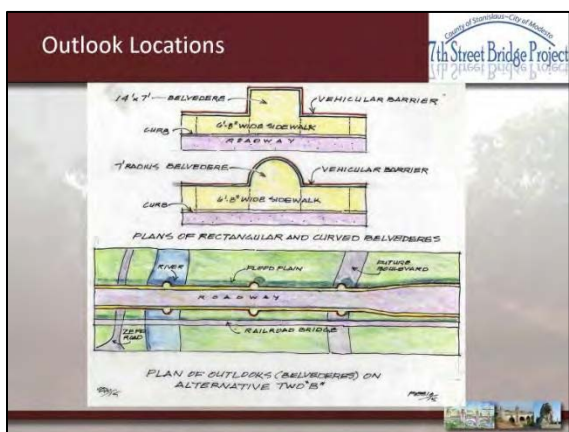 Outlook Locations
County of Stanislaus-City of Modesto
7th Street Bridge Project
14'x7' BELVEDERE
VEHICULAR BARRIER
CURB
6'-8" WIDE SIDEWALK
ROADWAY
7' RADIUS BELVEDERE
VEHICULAR BARRIER
6'-8" WIDE SIDEWALK
CURB
PLANS OF RECTANGULAR AND CURVED BELVEDERES
RIVER
FLOOD PLAIN
FUTURE
BOULEVARD
ROADWAY
RAILROAD BRIDGE
ROAD
PLAN OF OUTLOOKS (BELVEDERES) ON
ALTERNATIVE TWO "B"